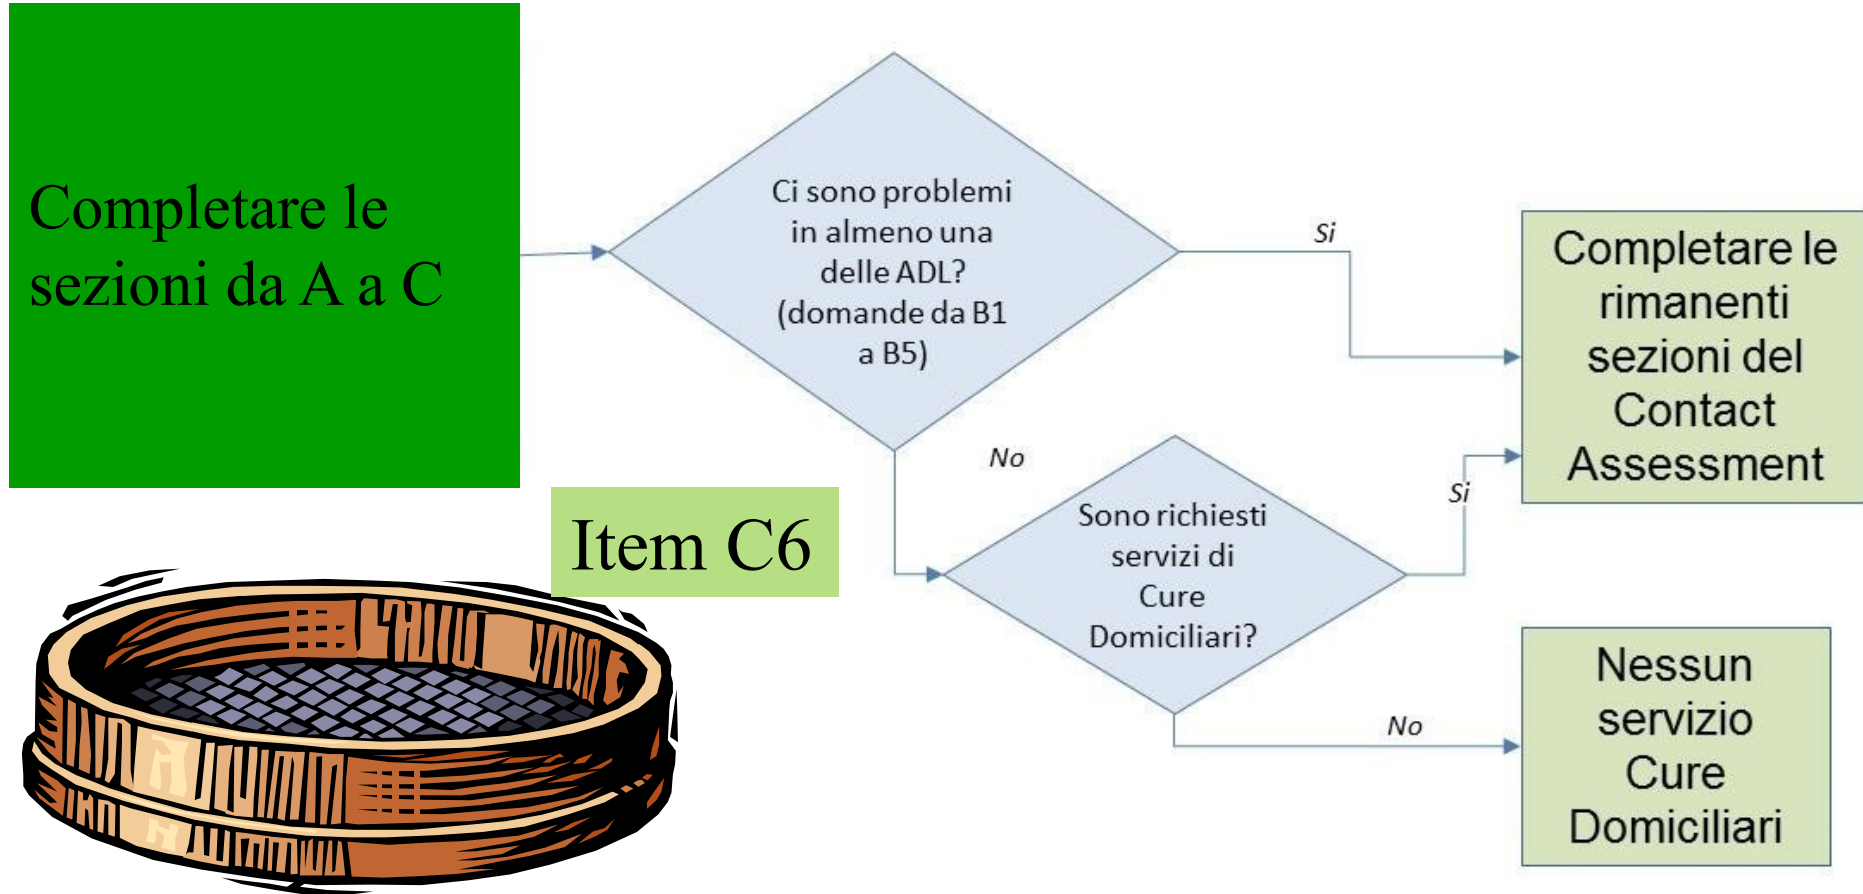 Completare le
sezioni da A a C
Ci sono problemi
in almeno una
delle ADL?
(domande da B1
a B5)
Si
Completare le
rimanenti
sezioni del
Contact
Assessment
No
Si
Item C6
Sono richiesti
servizi di
Cure
Domiciliari?
No
Nessun
servizio
Cure
Domiciliari